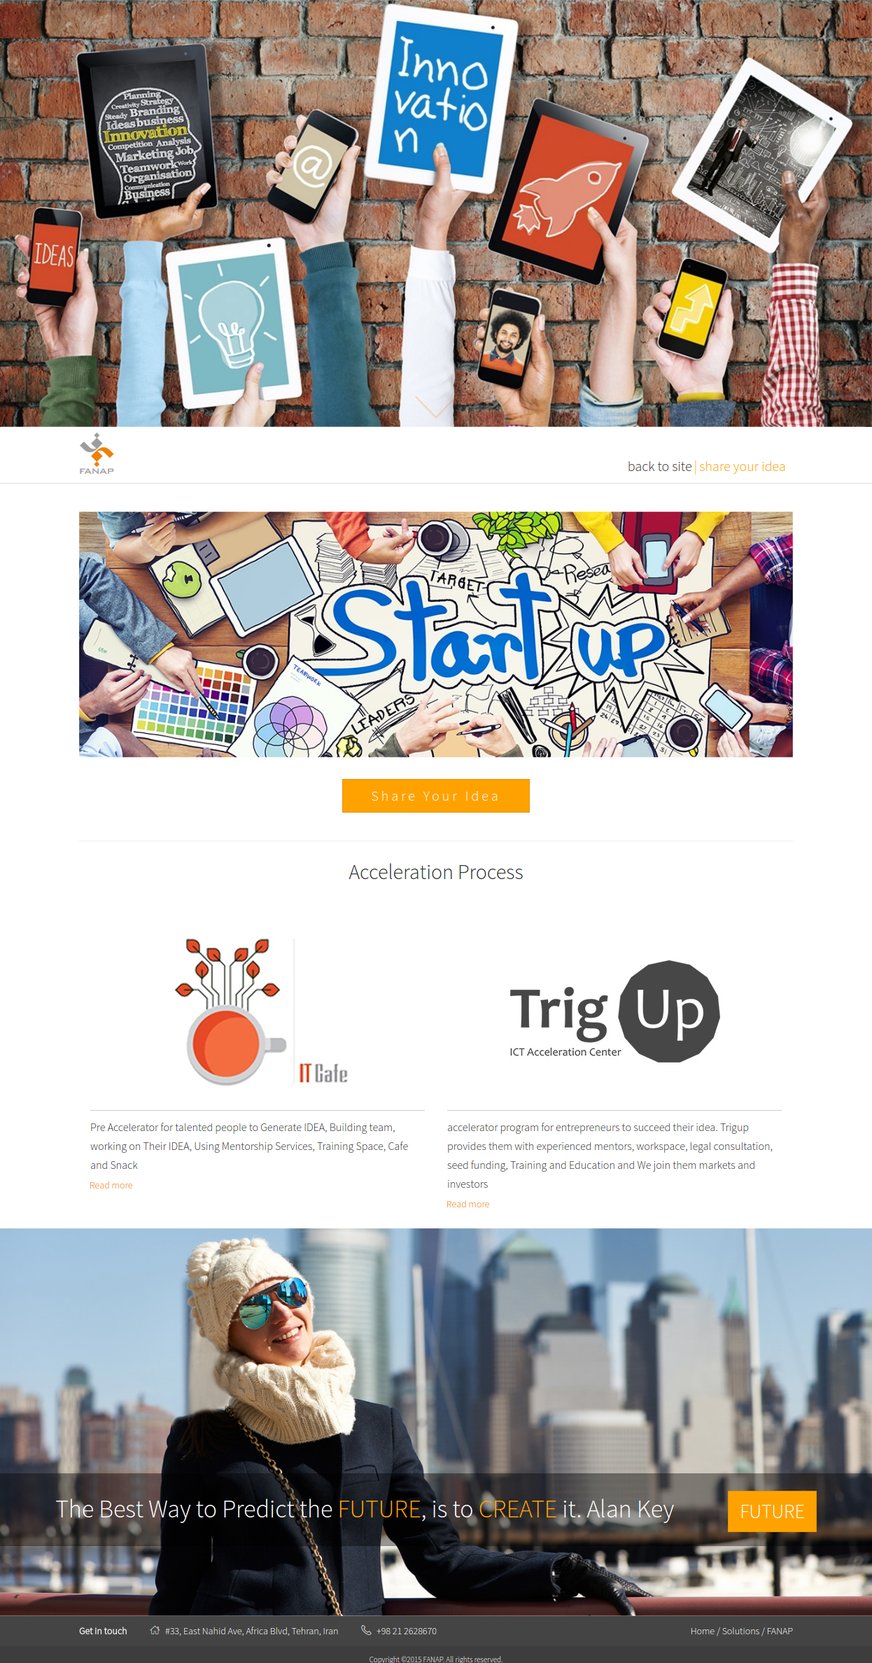 Planning
Creativity Strategy
Steady Branding
Ideas business
Innovation
Competition Analysis
Marketing Job
Teamwork Work
Organisation
Communication
Business
@
Inno
vatio
n
IDEAS
FANAP
back to site | share your idea
TARGET
Resea
Start up
TEAMWORK
LEADERS
Share Your Idea
Acceleration Process
IT Cafe
Trig Up
ICT Acceleration Center
Pre Accelerator for talented people to Generate IDEA, Building team,
working on Their IDEA, Using Mentorship Services, Training Space, Cafe
and Snack
Read more
accelerator program for entrepreneurs to succeed their idea. Trigup
provides them with experienced mentors, workspace, legal consultation,
seed funding, Training and Education and We join them markets and
investors
Read more
The Best Way to Predict the FUTURE, is to CREATE it. Alan Key
FUTURE
Get in touch
#33, East Nahid Ave, Africa Blvd, Tehran, Iran
+98 21 2628670
Home / Solutions / FANAP
Copyright ©2015 FANAP. All rights reserved.